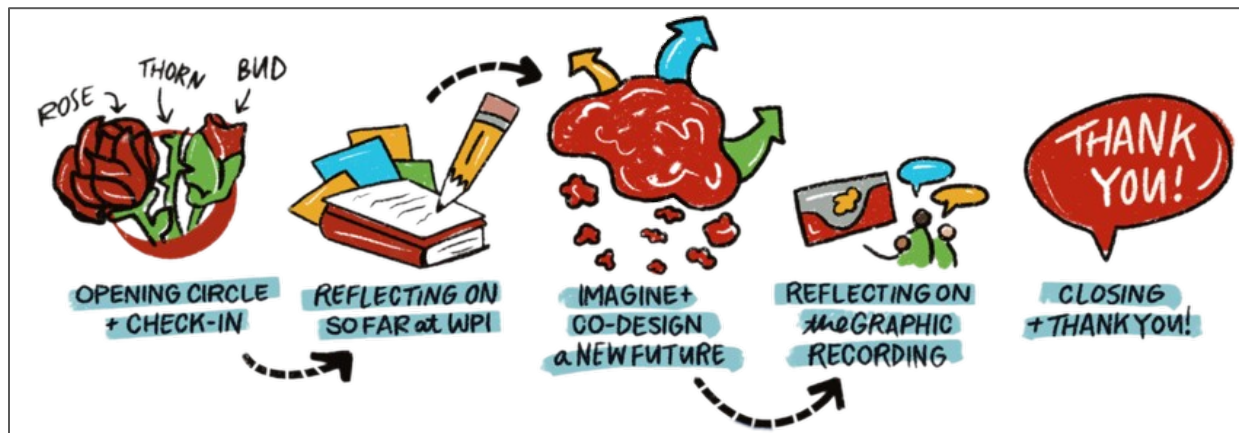 ROSE
THORN
BUD
THANK
YOU!
OPENING CIRCLE
+ CHECK-IN
REFLECTING ON
SO FAR at WPI
IMAGINE+
CO-DESIGN
a NEW FUTURE
REFLECTING ON
the GRAPHIC
RECORDING
CLOSING
+ THANK YOU!